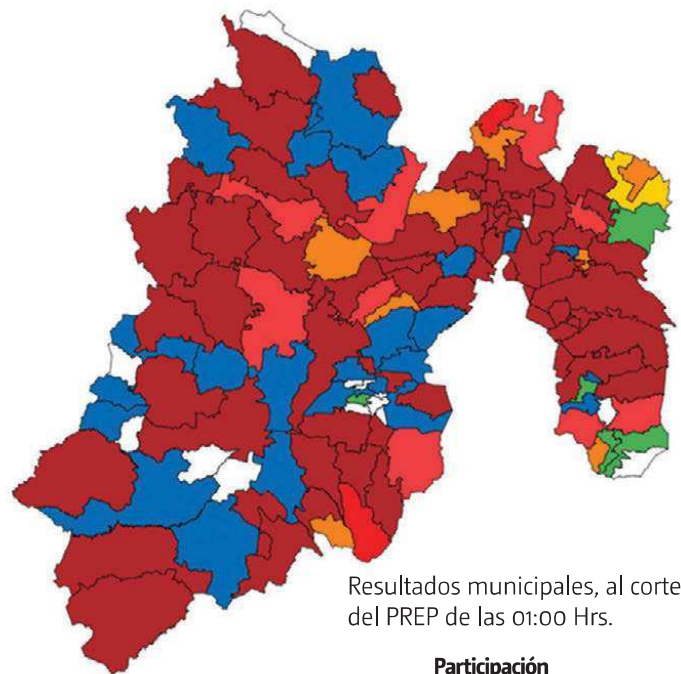 Resultados municipales, al corte
del PREP de las 01:00 Hrs.
Participación